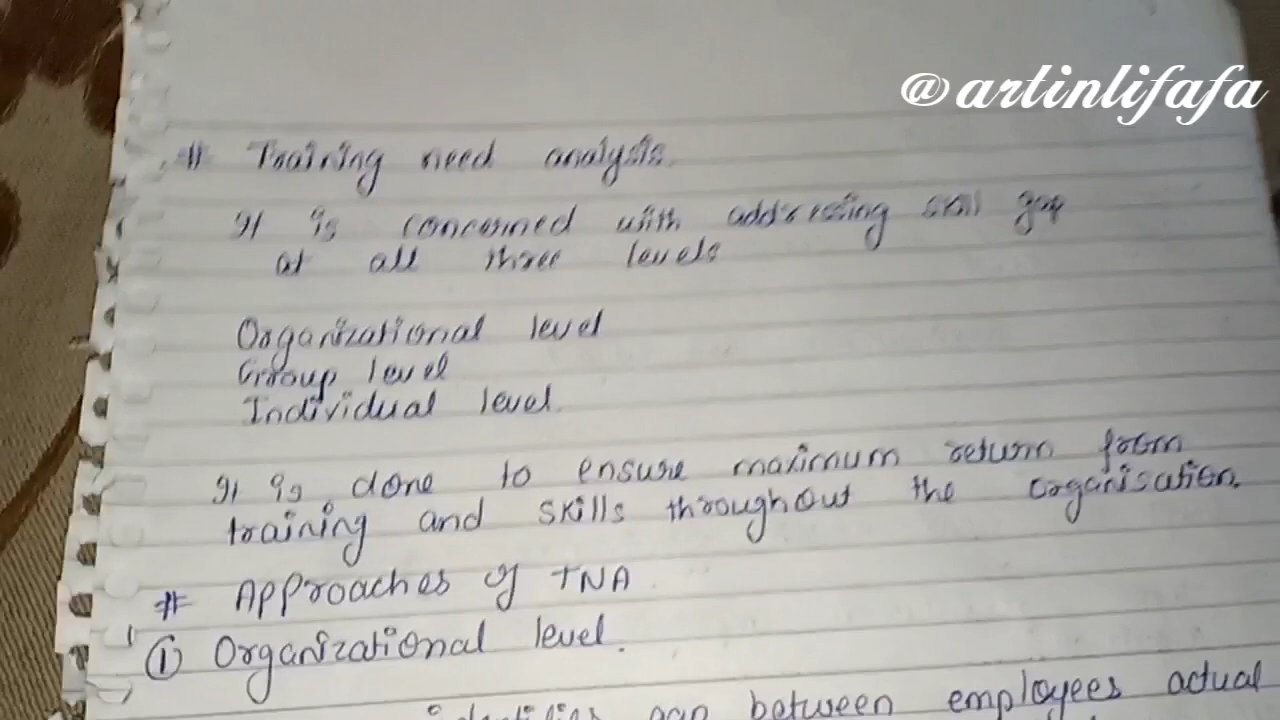 @artinlifafa
# Training need analysis.
It is concerned with addressing skill gap
at all three levels
Organizational level
Group level
Individual level.
It is done to ensure maximum return from
training and skills throughout the organisation.
# Approaches of TNA
① Organizational level.
gap between employees actual